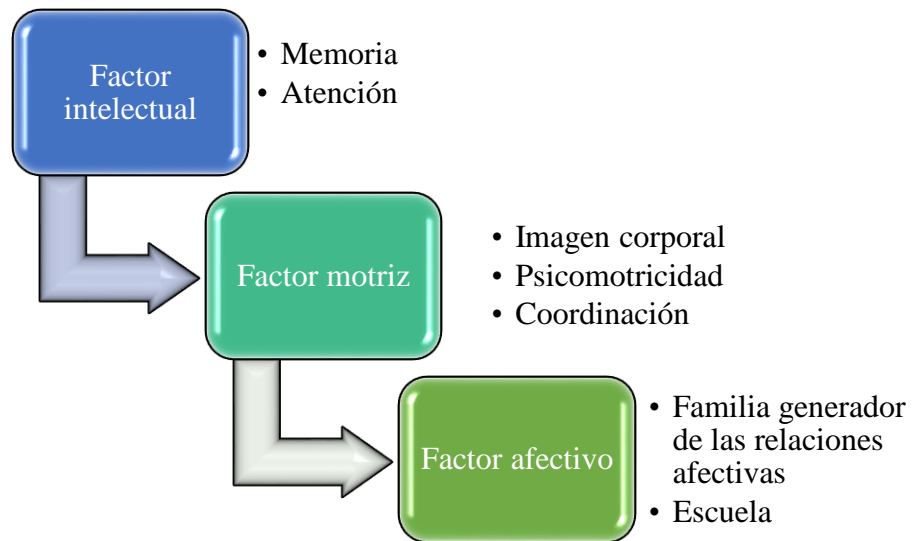 Factor
intelectual
• Memoria
• Atención
Factor motriz
• Imagen corporal
• Psicomotricidad
• Coordinación
Factor afectivo
• Familia generador
de las relaciones
afectivas
• Escuela